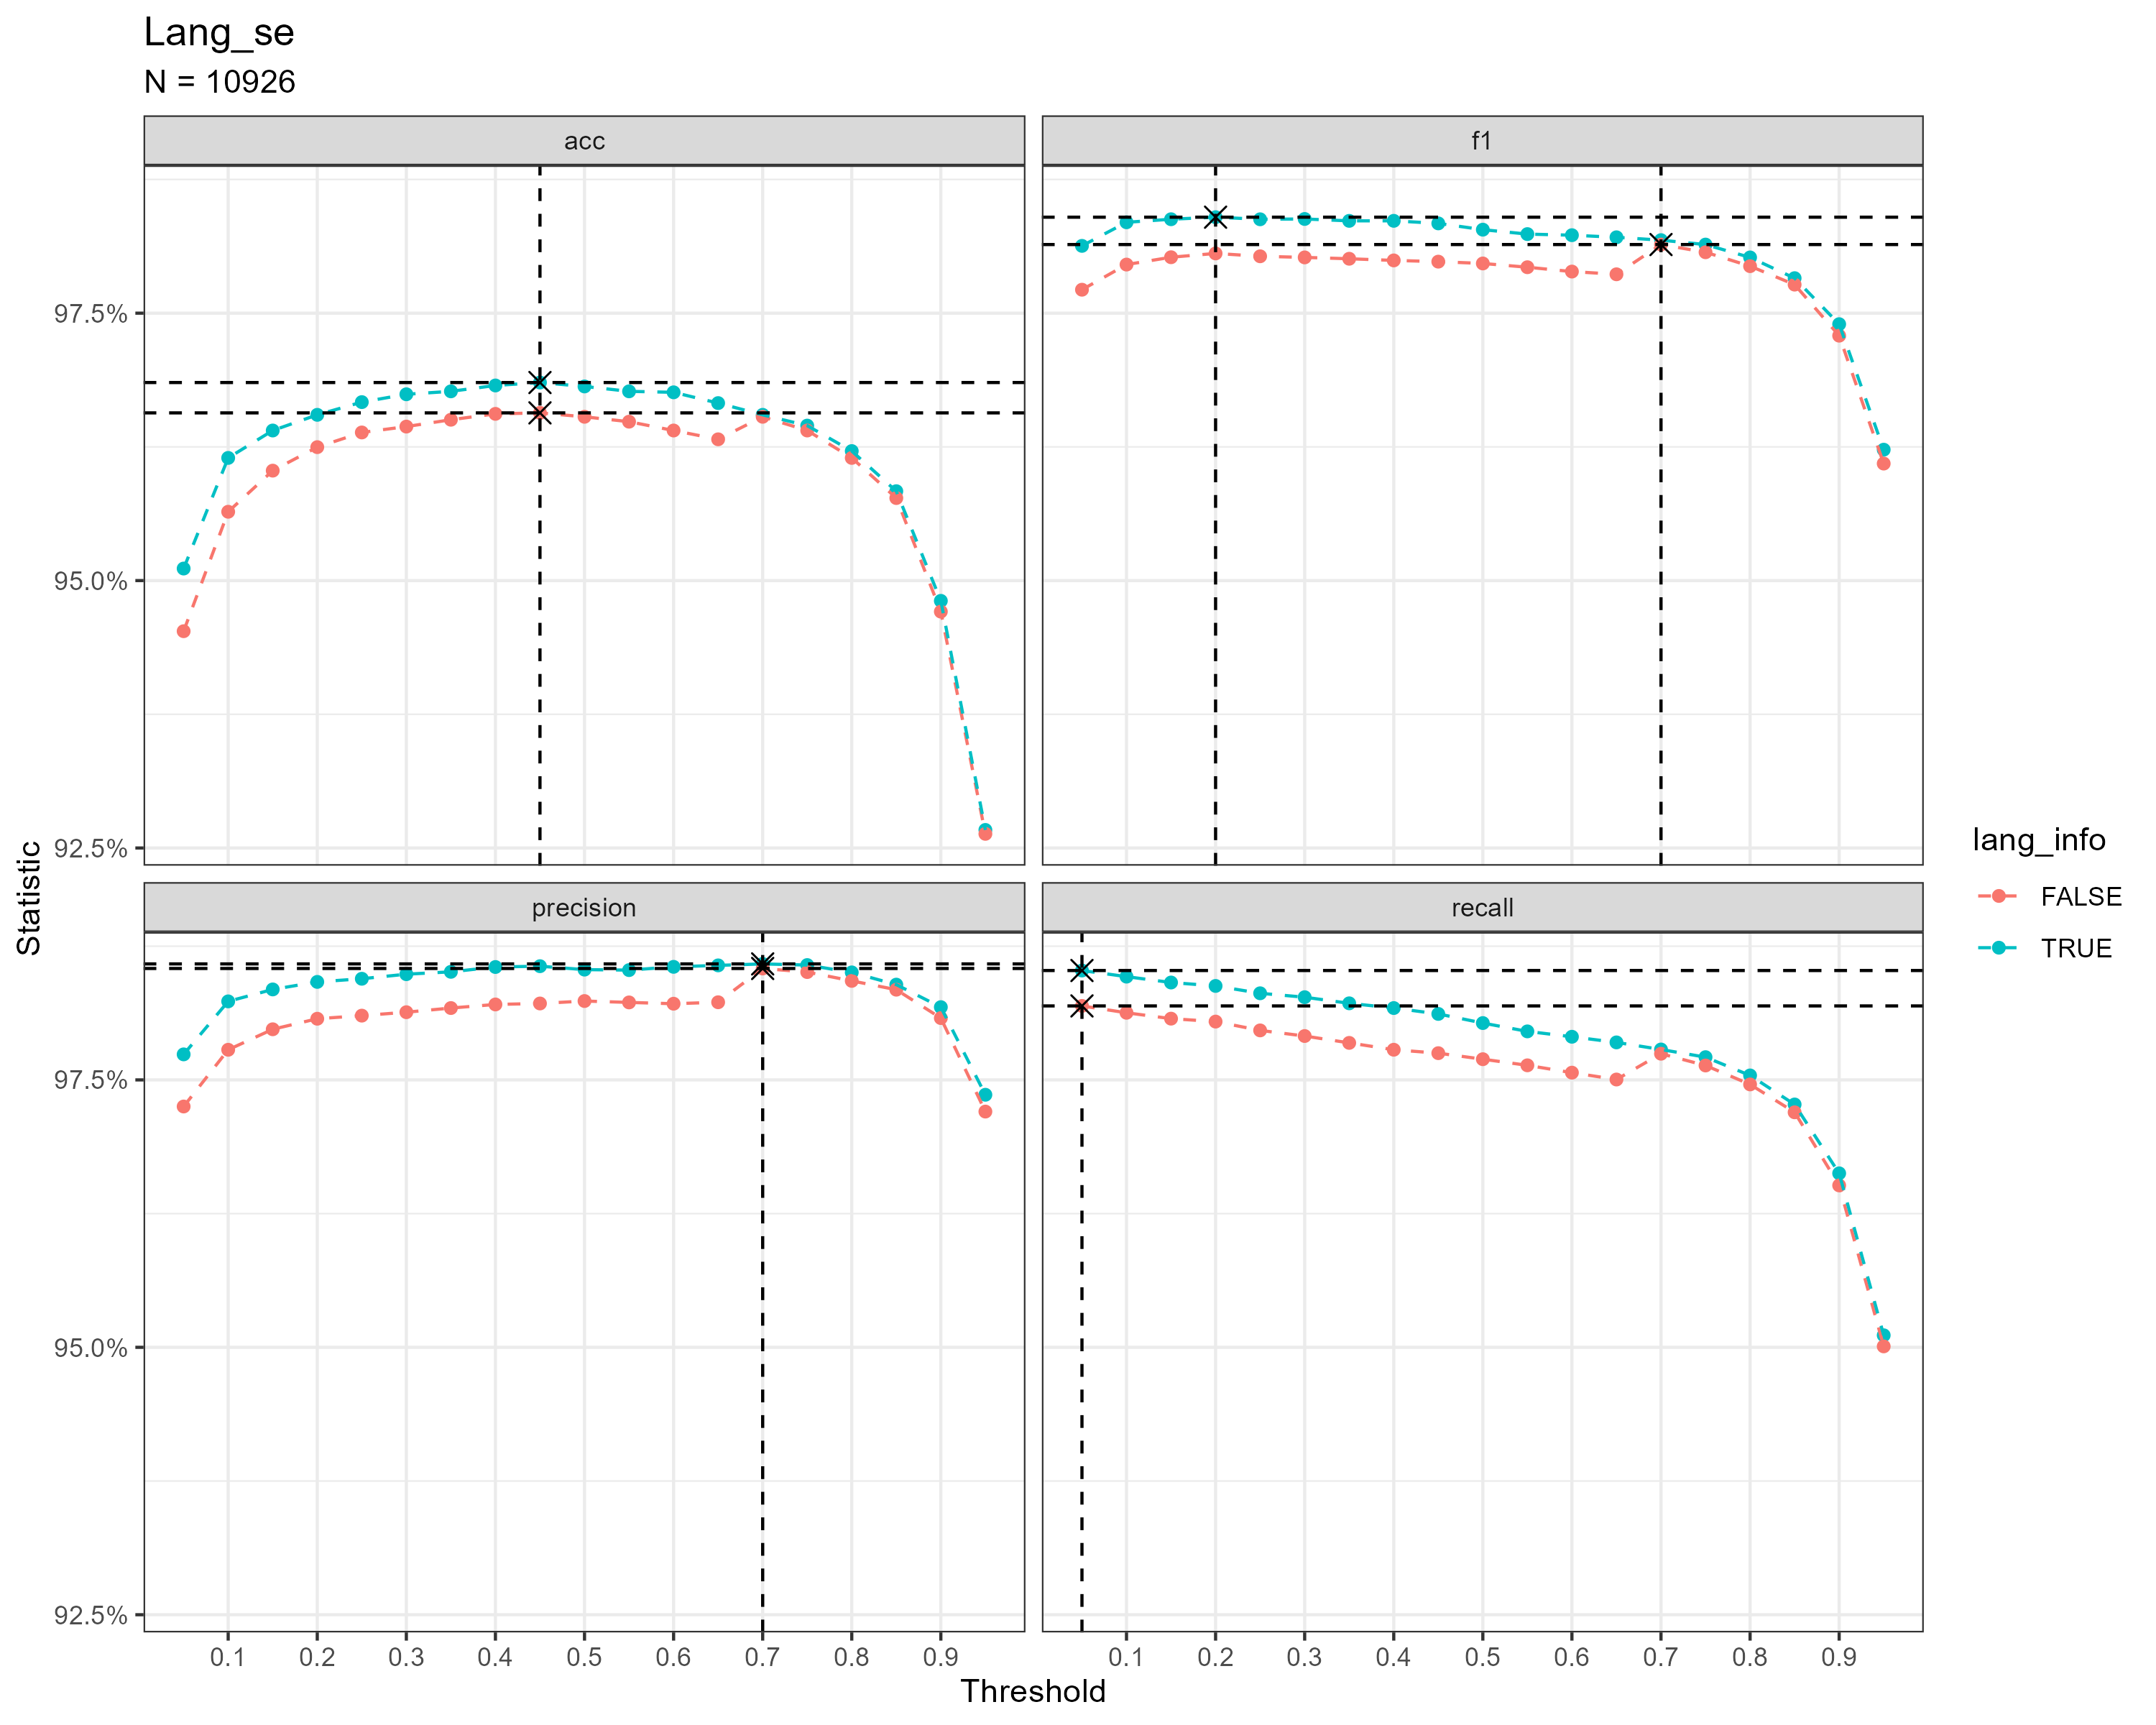 Lang_se
N = 10926
acc
f1
97.5%
95.0%
92.5%
precision
recall
97.5%
95.0%
92.5%
0.1 0.2 0.3 0.4 0.5 0.6 0.7 0.8 0.9
0.1 0.2 0.3 0.4 0.5 0.6 0.7 0.8 0.9
Threshold
Statistic
lang_info
FALSE
TRUE